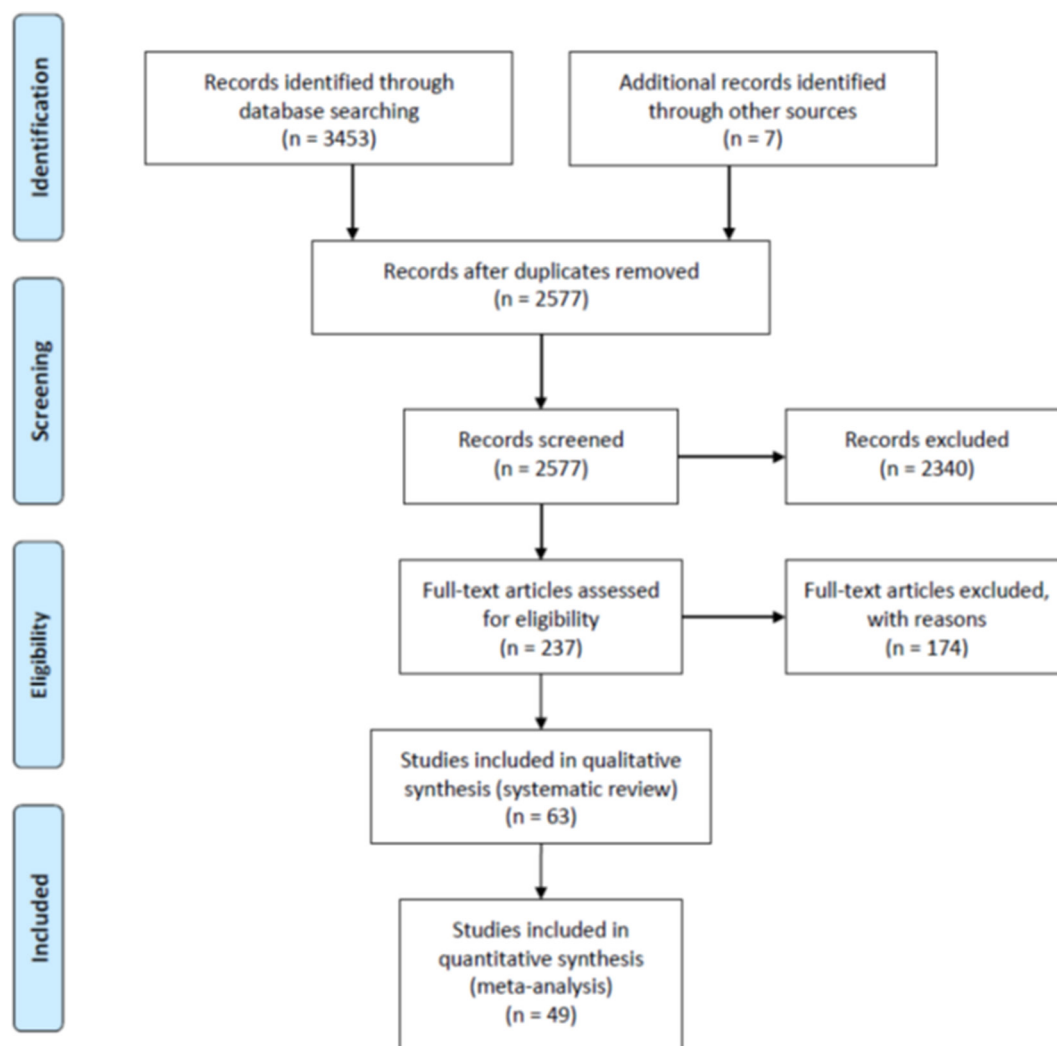 Identification
Records identified through
database searching
(n = 3453)
Additional records identified
through other sources
(n = 7)
Records after duplicates removed
(n = 2577)
Screening
Records screened
(n = 2577)
Records excluded
(n = 2340)
Eligibility
Full-text articles assessed
for eligibility
(n = 237)
Full-text articles excluded,
with reasons
(n = 174)
Studies included in qualitative
synthesis (systematic review)
(n = 63)
Included
Studies included in
quantitative synthesis
(meta-analysis)
(n = 49)